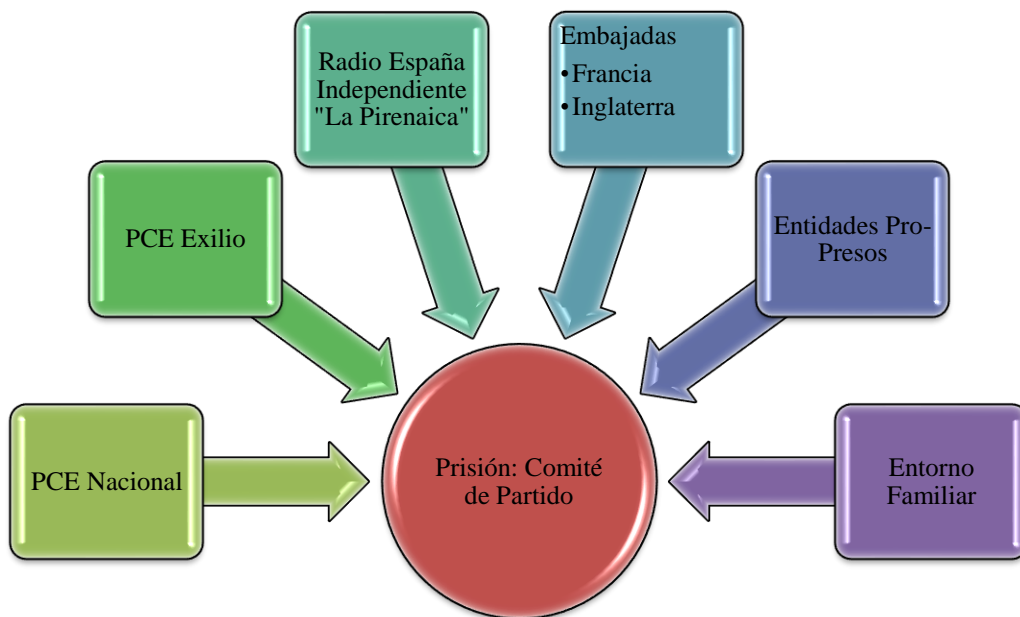 Radio España
Independiente
"La Pirenaica"
Embajadas
•Francia
•Inglaterra
PCE Exilio
Entidades Pro-
Presos
PCE Nacional
Prisión: Comité
de Partido
Entorno
Familiar